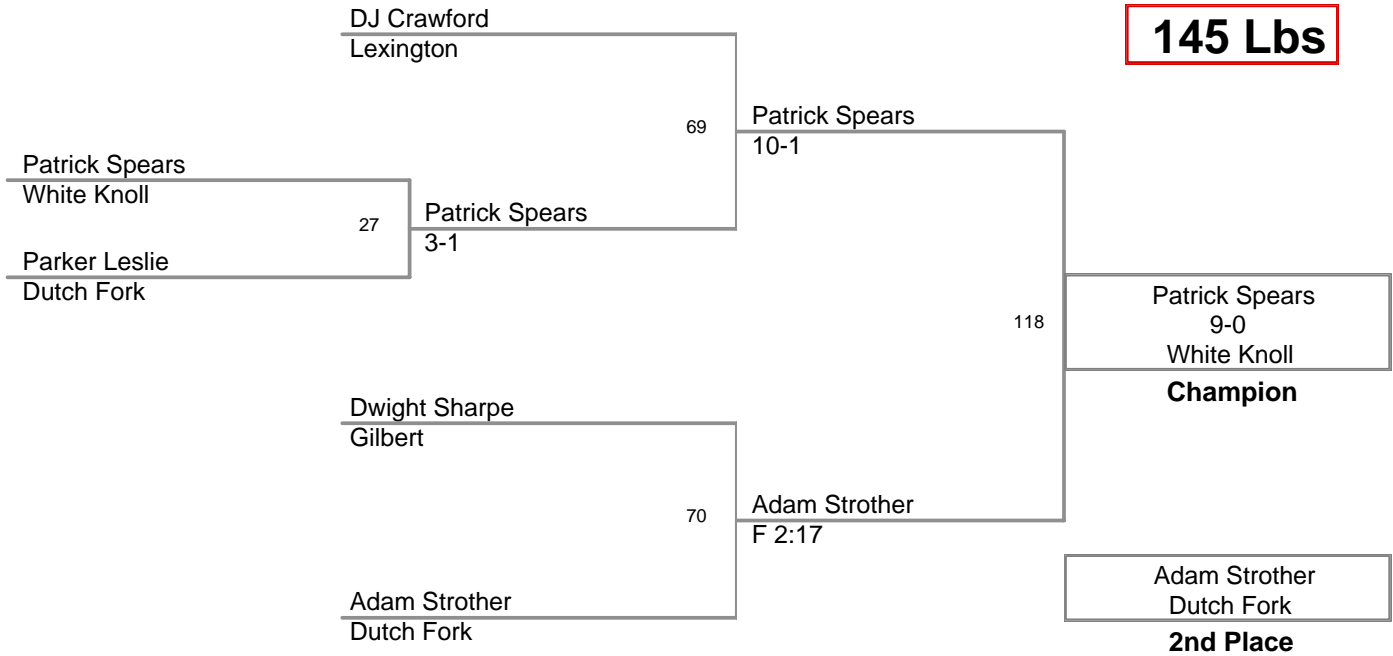 DJ Crawford
Lexington
145 Lbs
69
Patrick Spears
10-1
Patrick Spears
White Knoll
27
Patrick Spears
3-1
Parker Leslie
Dutch Fork
118
Patrick Spears
9-0
White Knoll
Champion
Dwight Sharpe
Gilbert
70
Adam Strother
F 2:17
Adam Strother
Dutch Fork
Adam Strother
Dutch Fork
2nd Place